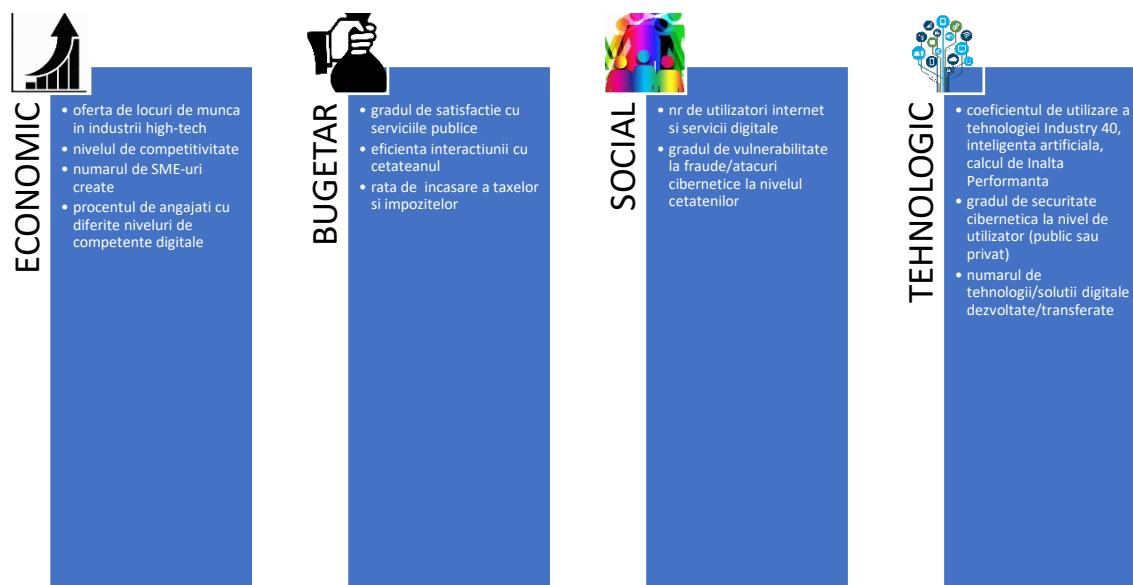 ECONOMIC
• oferta de locuri de munca
in industrii high-tech
• nivelul de competitivitate
• numarul de SME-uri
create
• procentul de angajati cu
diferite niveluri de
competente digitale
BUGETAR
• gradul de satisfactie cu
serviciile publice
• eficienta interactiunii cu
cetateanul
• rata de incasare a taxelor
si impozitelor
SOCIAL
• nr de utilizatori internet
si servicii digitale
• gradul de vulnerabilitate
la fraude/atacuri
cibernetice la nivelul
cetatenilor
TEHNOLOGIC
• coeficientul de utilizare a
tehnologiei Industry 40,
inteligenta artificiala,
calcul de Inalta
Performanta
• gradul de securitate
cibernetica la nivel de
utilizator (public sau
privat)
• numarul de
tehnologii/solutii digitale
dezvoltate/transferate